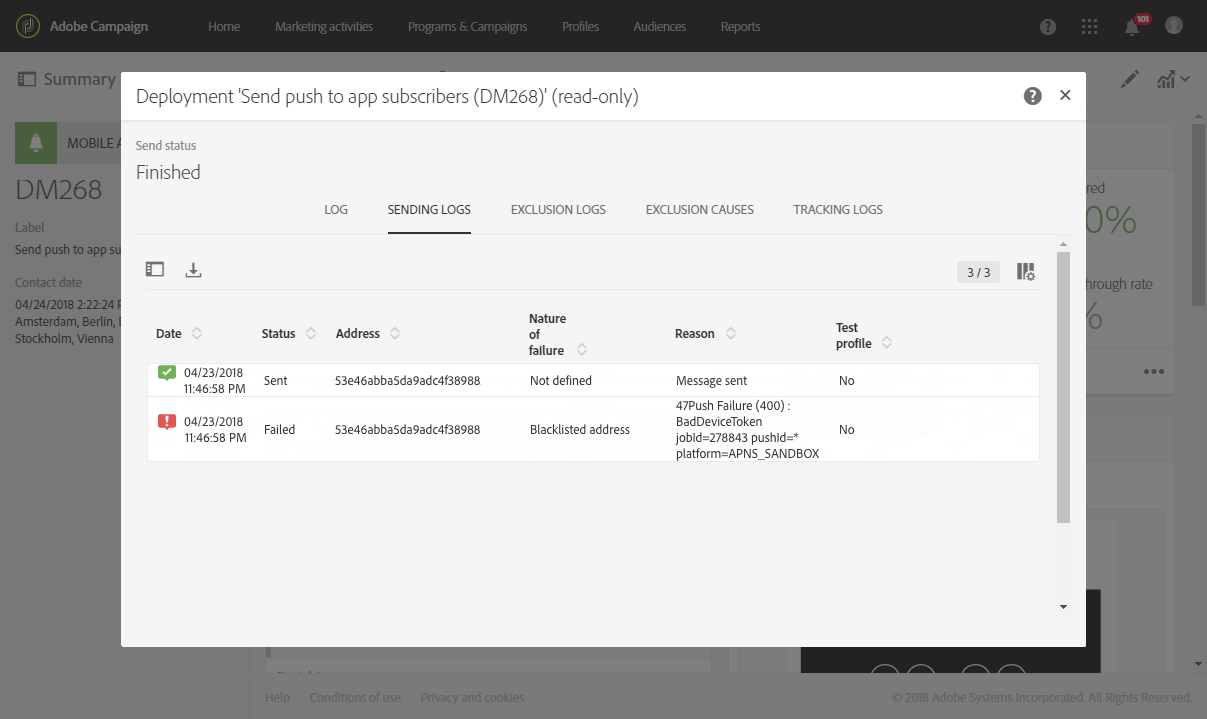 Adobe Campaign
Home
Marketing activities
Programs & Campaigns
Profiles
Audiences
Reports
101
Summary
Deployment 'Send push to app subscribers (DM268)' (read-only)
MOBILE A
DM268
Label
Send push to app su
Contact date
04/24/2018 2:22:24 P
Amsterdam, Berlin,
Stockholm, Vienna
Send status
Finished
LOG
SENDING LOGS
EXCLUSION LOGS
EXCLUSION CAUSES
TRACKING LOGS
3 / 3
Date
Status
Address
Nature
of
failure
Reason
Test
profile
04/23/2018
11:46:58 PM
Sent
53e46abba5da9adc4f38988
Not defined
Message sent
No
04/23/2018
11:46:58 PM
Failed
53e46abba5da9adc4f38988
Blacklisted address
47Push Failure (400) :
BadDeviceToken
jobId=278843 pushId=*
platform=APNS_SANDBOX
No
red
0%
hrough rate
%
Help
Conditions of use
Privacy and cookies
© 2018 Adobe Systems Incorporated. All Rights Reserved.